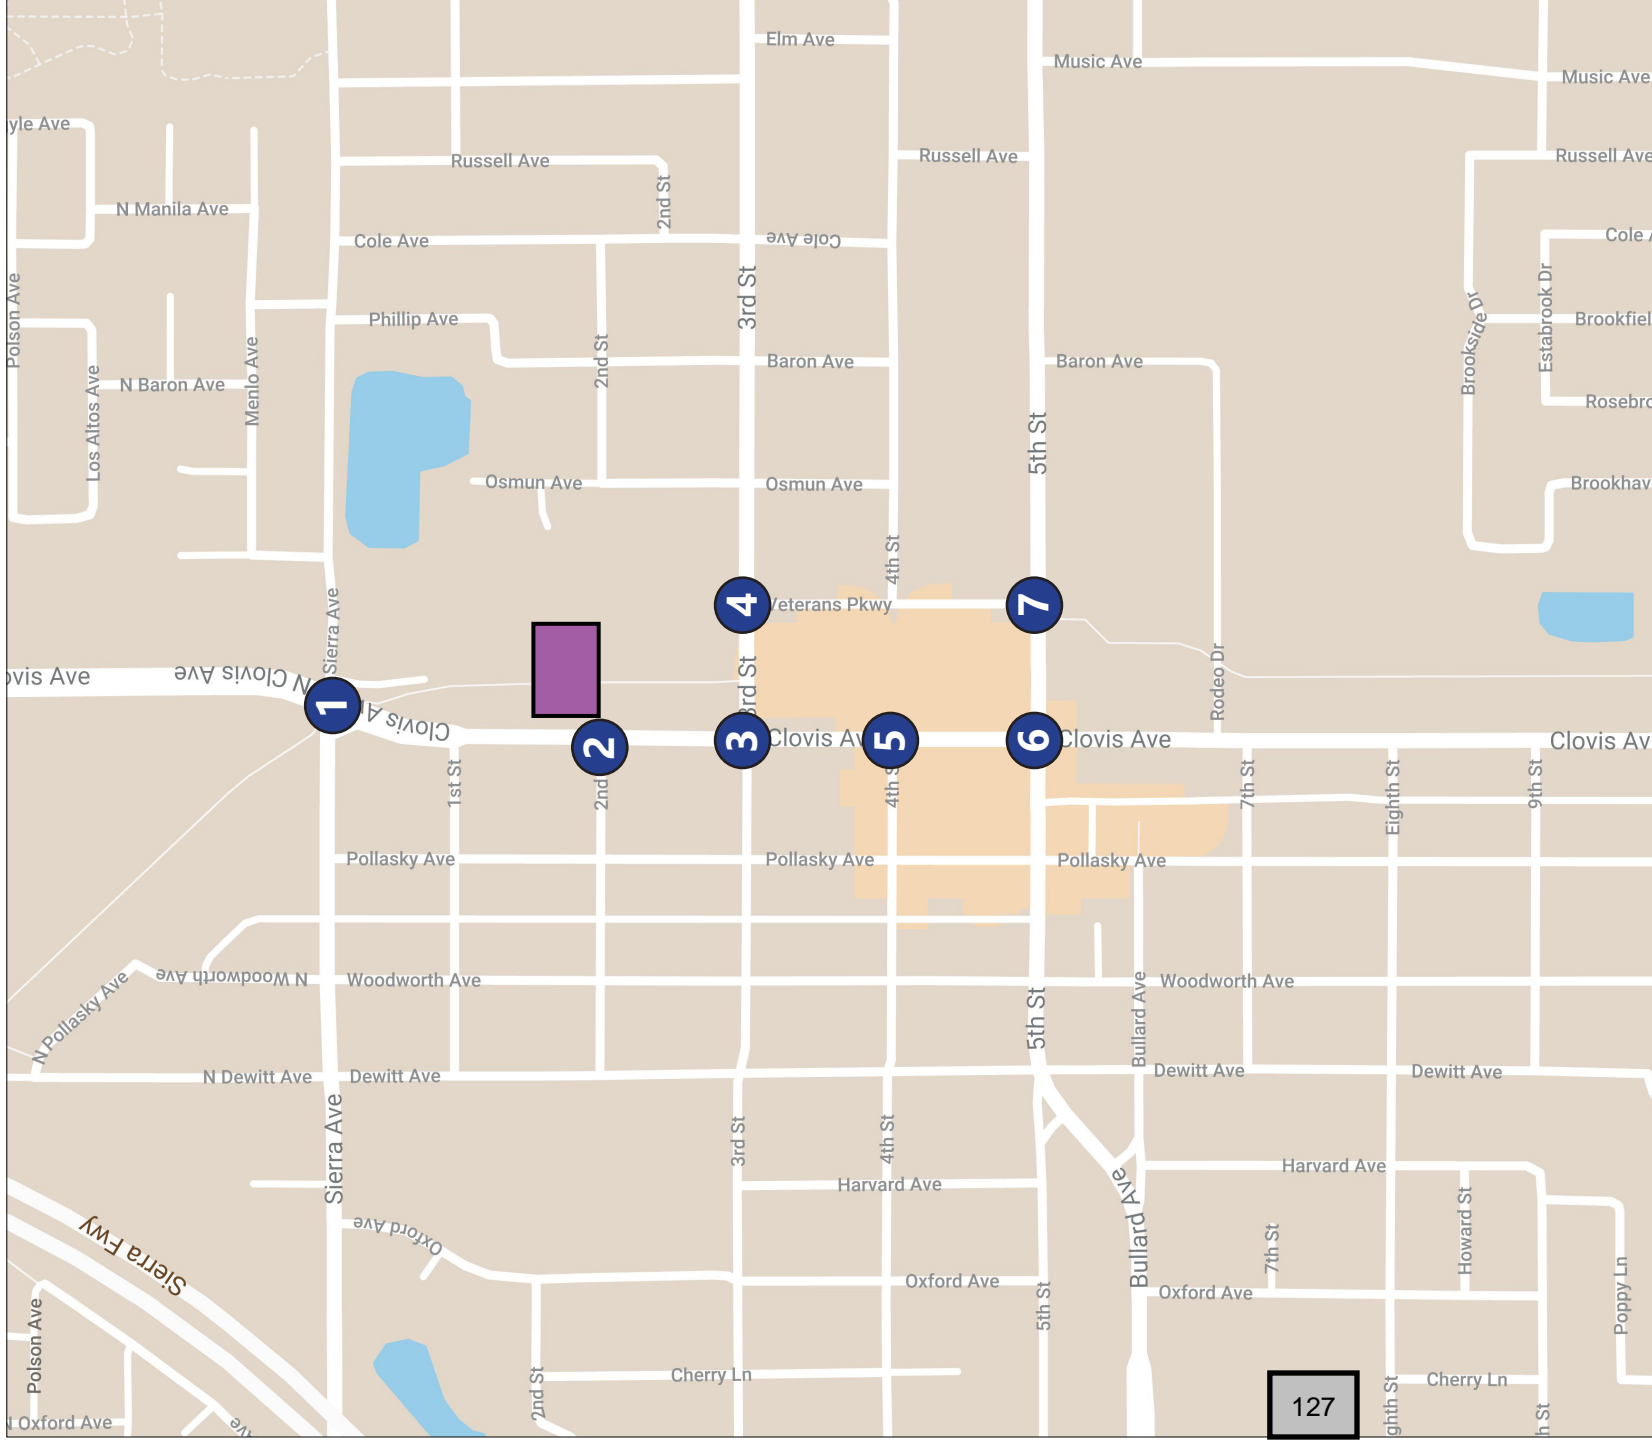 Elm Ave
Music Ave
Music Ave
yle Ave
Russell Ave
Russell Ave
Russell Ave
2nd St
N Manila Ave
Cole Ave
Cole Ave
Cole
Polson Ave
3rd St
Phillip Ave
Menlo Ave
2nd St
Baron Ave
Baron Ave
Brookside Dr
Estabrook Dr
Brookfiel
N Baron Ave
Los Altos Ave
Rosebro
5th St
Osmun Ave
Osmun Ave
Brookhav
4th St
Sierra Ave
4
Veterans Pkwy
7
ovis Ave
N Clovis Ave
3rd St
Rodeo Dr
1
Clovis A
2
3
Clovis Av
5
6
Clovis Ave
Clovis Av
1st St
2nd
4th S
7th St
Eighth St
9th St
Pollasky Ave
Pollasky Ave
Pollasky Ave
N Pollasky Ave
N Woodworth Ave
Woodworth Ave
Woodworth Ave
5th St
Bullard Ave
N Dewitt Ave
Dewitt Ave
Dewitt Ave
Dewitt Ave
Sierra Ave
3rd St
4th St
Harvard Ave
Harvard Ave
Bullard Ave
Howard St
Sierra Fwy
Oxford Ave
Oxford Ave
Oxford Ave
7th St
5th St
Poppy Ln
Polson Ave
2nd St
Cherry Ln
Cherry Ln
127
ghth St
h St
N Oxford Ave
Ave